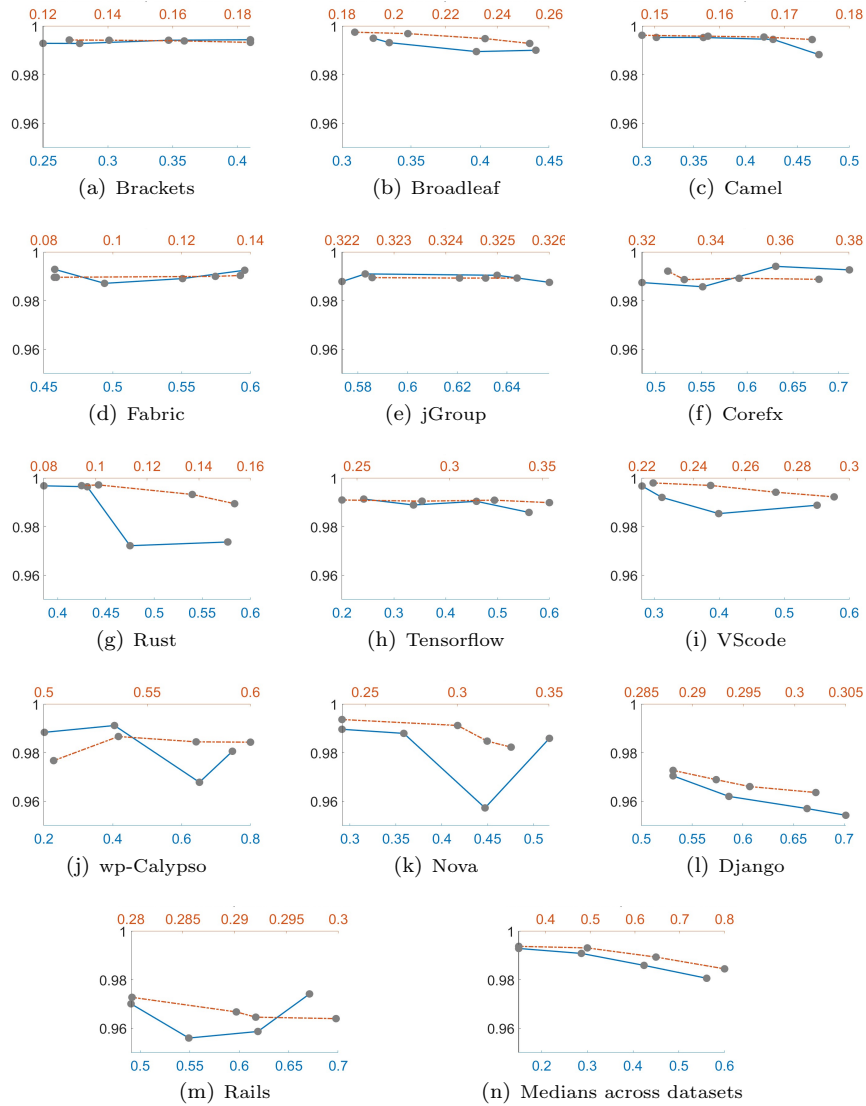 0.12 0.14 0.16 0.18
1
0.98
0.96
0.25 0.3 0.35 0.4
(a) Brackets
0.18 0.2 0.22 0.24 0.26
1
0.98
0.96
0.3 0.35 0.4 0.45
(b) Broadleaf
0.15 0.16 0.17 0.18
1
0.98
0.96
0.3 0.35 0.4 0.45 0.5
(c) Camel
0.08 0.1 0.12 0.14
1
0.98
0.96
0.45 0.5 0.55 0.6
(d) Fabric
0.322 0.323 0.324 0.325 0.326
1
0.98
0.96
0.58 0.6 0.62 0.64
(e) jGroup
0.32 0.34 0.36 0.38
1
0.98
0.96
0.5 0.55 0.6 0.65 0.7
(f) Corefx
0.08 0.1 0.12 0.14 0.16
1
0.98
0.96
0.4 0.45 0.5 0.55 0.6
(g) Rust
0.25 0.3 0.35
1
0.98
0.96
0.2 0.3 0.4 0.5 0.6
(h) Tensorflow
0.22 0.24 0.26 0.28 0.3
1
0.98
0.96
0.3 0.4 0.5 0.6
(i) VScode
0.5 0.55 0.6
1
0.98
0.96
0.2 0.4 0.6 0.8
(j) wp-Calypso
0.25 0.3 0.35
1
0.98
0.96
0.3 0.35 0.4 0.45 0.5
(k) Nova
0.285 0.29 0.295 0.3 0.305
1
0.98
0.96
0.5 0.55 0.6 0.65 0.7
(l) Django
0.28 0.285 0.29 0.295 0.3
1
0.98
0.96
0.5 0.55 0.6 0.65 0.7
(m) Rails
0.4 0.5 0.6 0.7 0.8
1
0.98
0.96
0.2 0.3 0.4 0.5 0.6
(n) Medians across datasets